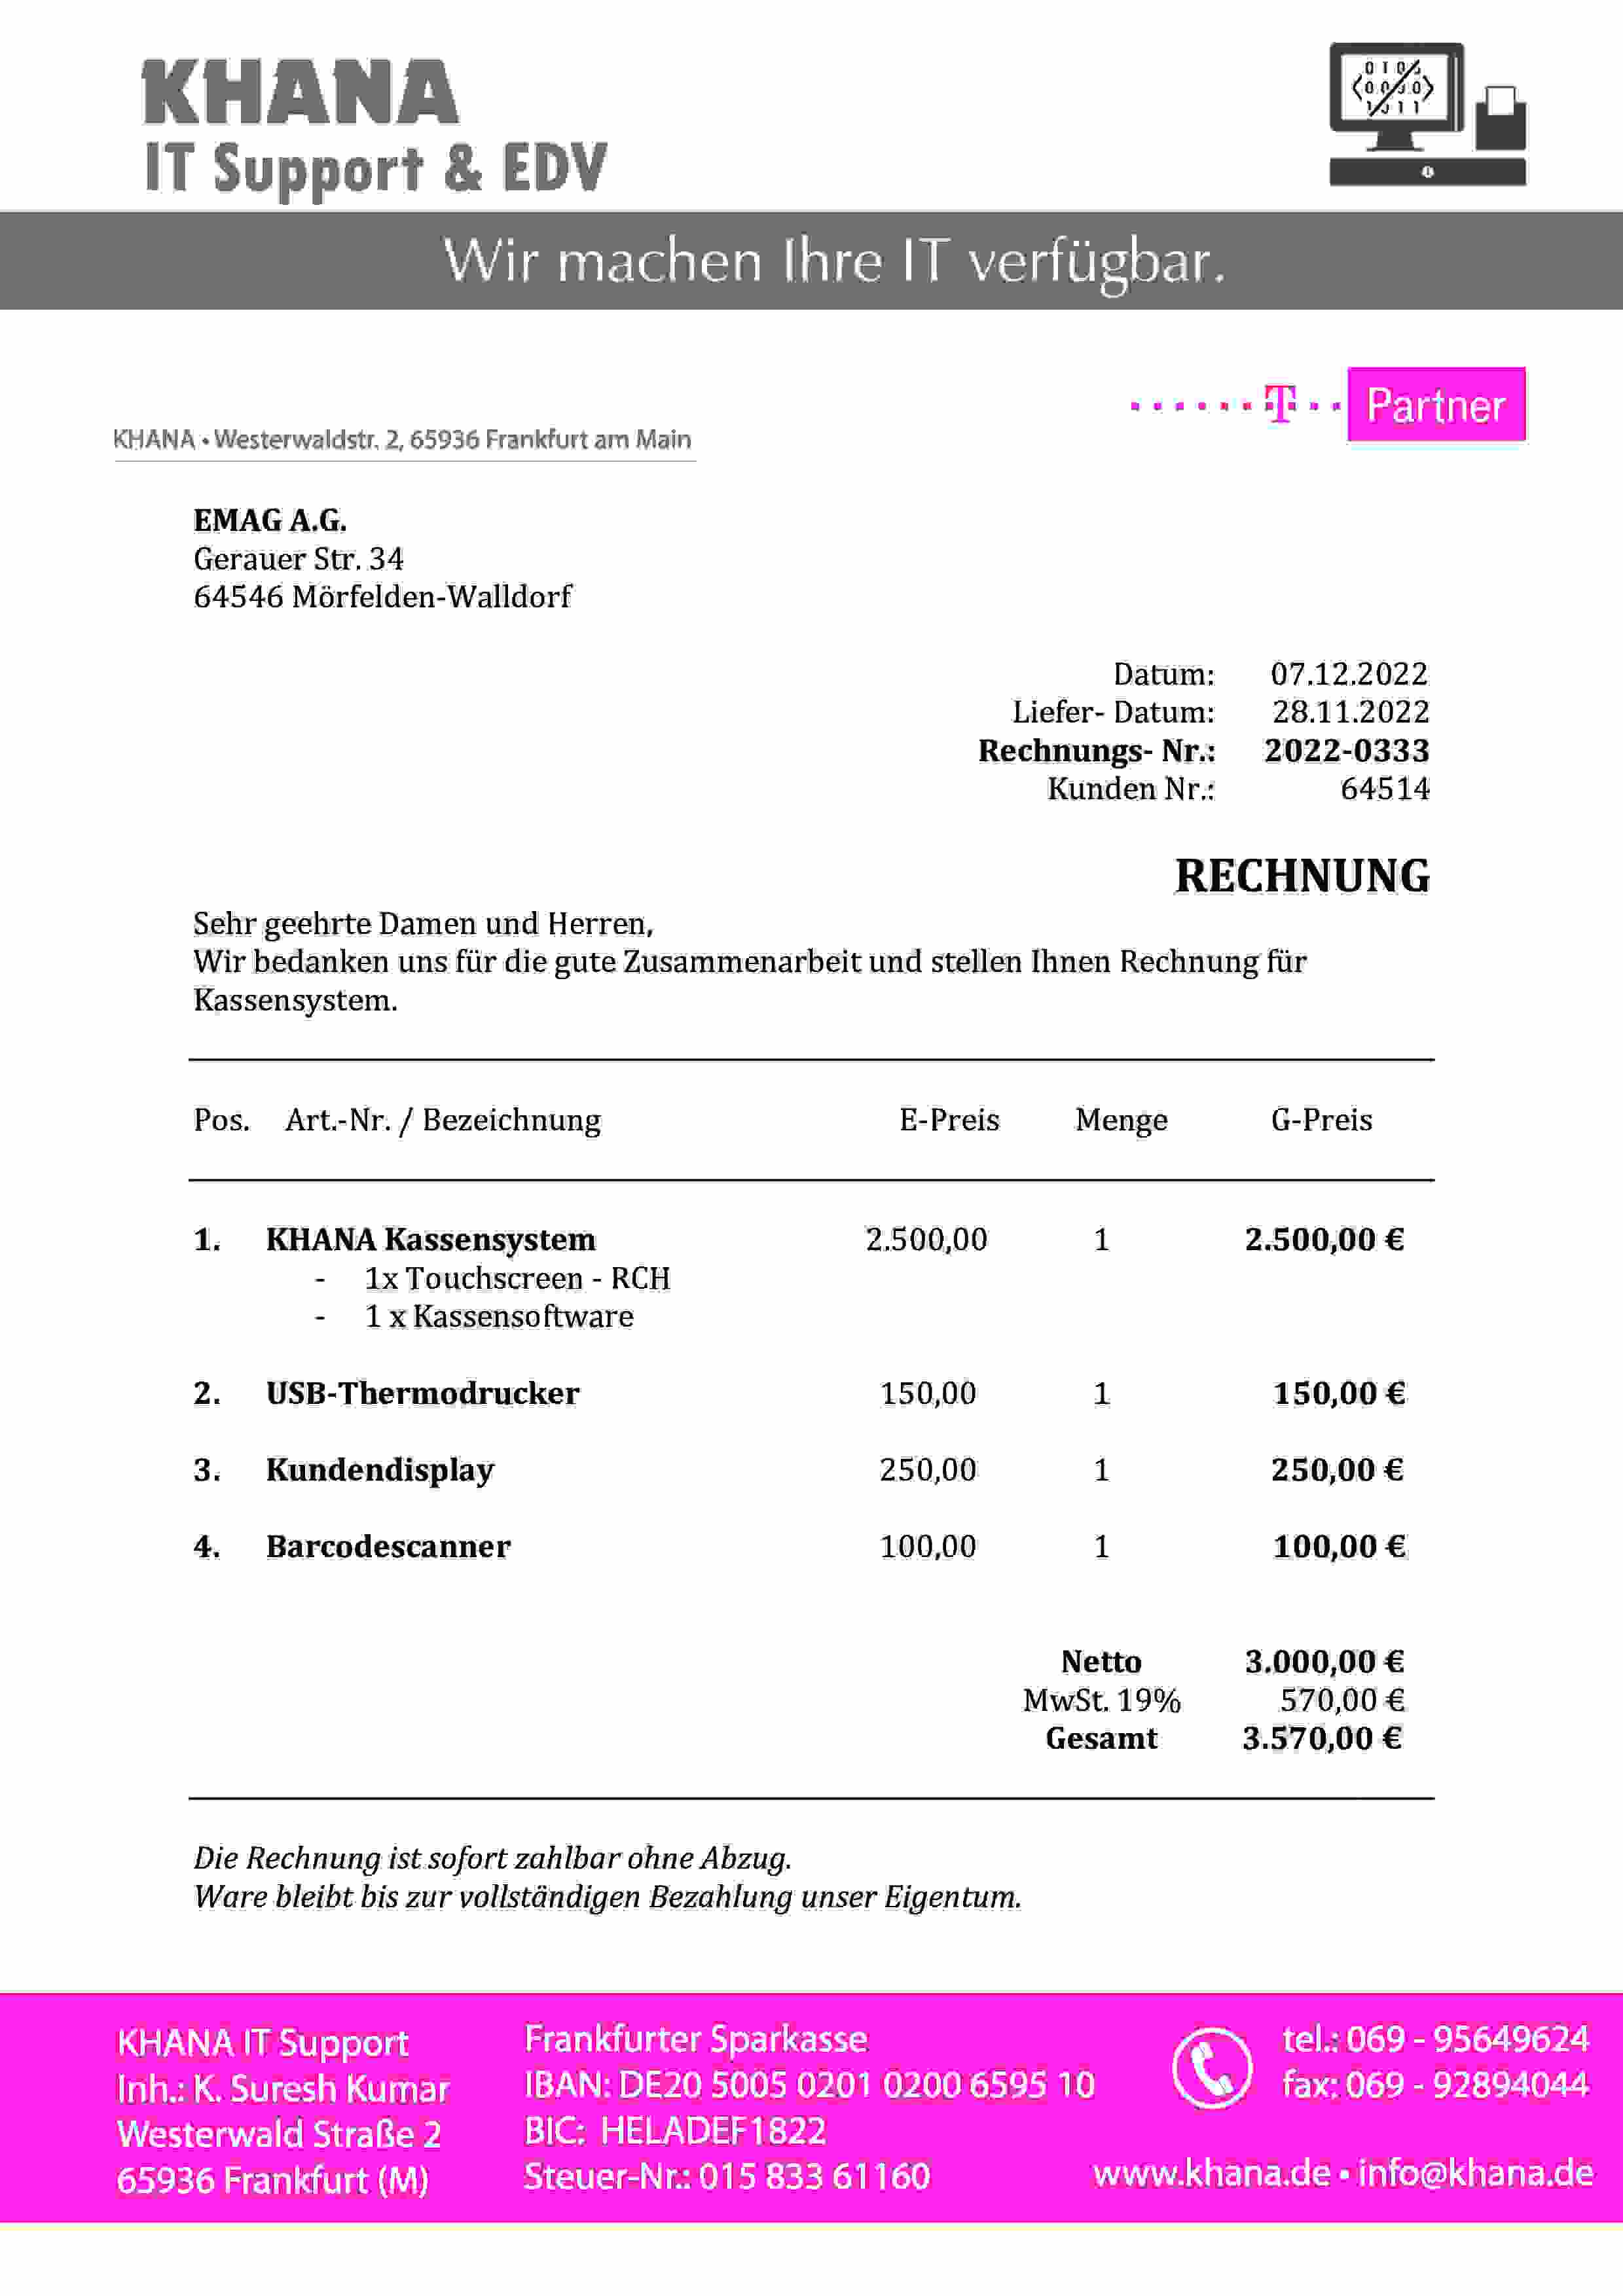 KHANA
IT Support & EDV
Wir machen Ihre IT verfügbar.
T Partner
KHANA • Westerwaldstr. 2, 65936 Frankfurt am Main
EMAG A.G.
Gerauer Str. 34
64546 Mörfelden-Walldorf
Datum: 07.12.2022
Liefer- Datum: 28.11.2022
Rechnungs- Nr.: 2022-0333
Kunden Nr.: 64514
RECHNUNG
Sehr geehrte Damen und Herren,
Wir bedanken uns für die gute Zusammenarbeit und stellen Ihnen Rechnung für
Kassensystem.
Pos. Art.-Nr. / Bezeichnung E-Preis Menge G-Preis
1. KHANA Kassensystem 2.500,00 1 2.500,00 €
- 1x Touchscreen - RCH
- 1 x Kassensoftware
2. USB-Thermodrucker 150,00 1 150,00 €
3. Kundendisplay 250,00 1 250,00 €
4. Barcodescanner 100,00 1 100,00 €
Netto 3.000,00 €
MwSt. 19% 570,00 €
Gesamt 3.570,00 €
Die Rechnung ist sofort zahlbar ohne Abzug.
Ware bleibt bis zur vollständigen Bezahlung unser Eigentum.
KHANA IT Support
Inh.: K. Suresh Kumar
Westerwald Straße 2
65936 Frankfurt (M)
Frankfurter Sparkasse
IBAN: DE20 5005 0201 0200 6595 10
BIC: HELADEF1822
Steuer-Nr.: 015 833 61160
tel.: 069 - 95649624
fax: 069 - 92894044
www.khana.de • info@khana.de